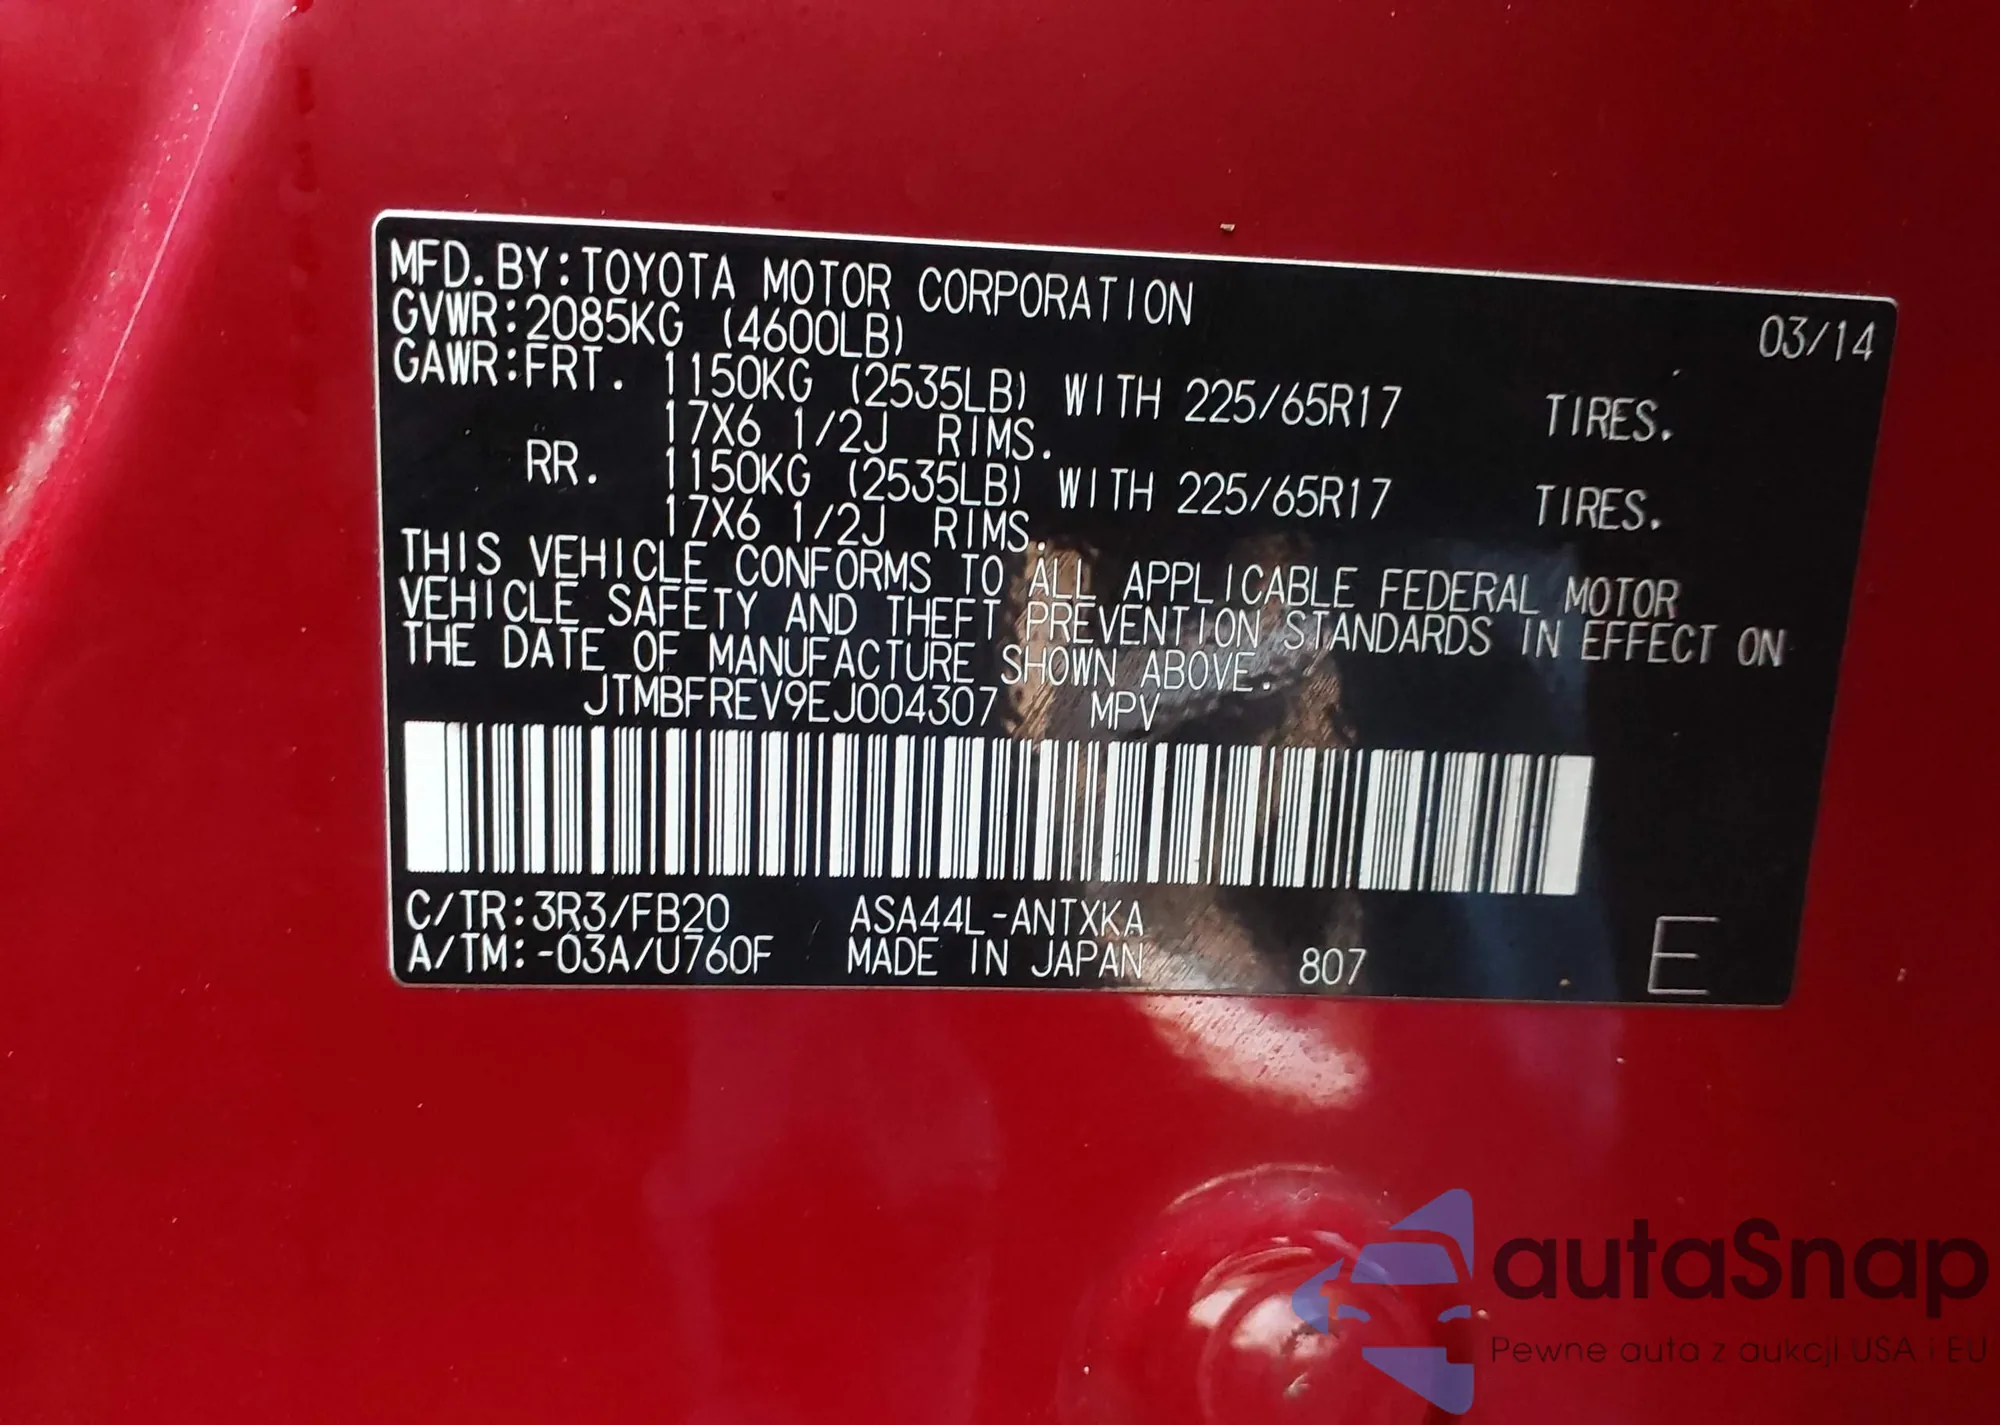 MFD. BY: TOYOTA MOTOR CORPORATION 03/14
GVWR: 2085KG (4600LB)
GAWR: FRT. 1150KG (2535LB) WITH 225/65R17 TIRES.
17X6 1/2J RIMS.
RR. 1150KG (2535LB) WITH 225/65R17 TIRES.
17X6 1/2J RIMS.
THIS VEHICLE CONFORMS TO ALL APPLICABLE FEDERAL MOTOR
VEHICLE SAFETY AND THEFT PREVENTION STANDARDS IN EFFECT ON
THE DATE OF MANUFACTURE SHOWN ABOVE.
JTMBFREV9EJ004307 MPV
C/TR: 3R3/FB20 ASA44L-ANTXKA
A/TM: -03A/U760F MADE IN JAPAN 807 E
autaSnap
Pewne auta z aukcji USA i EU